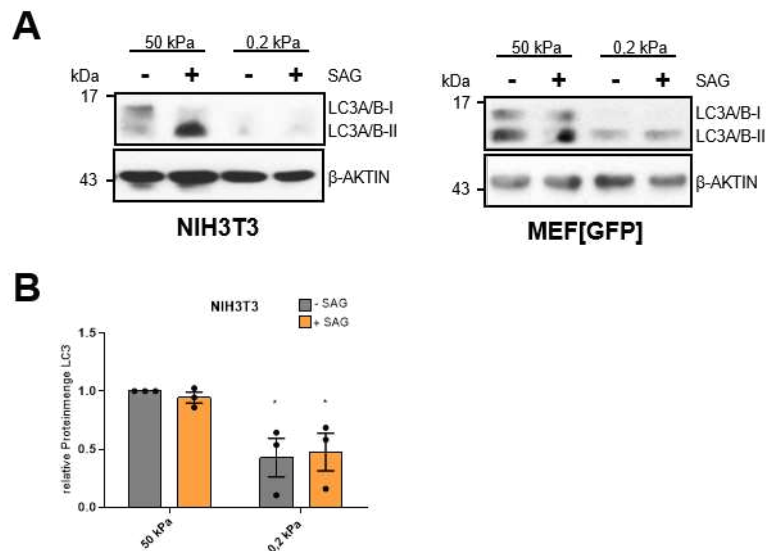 A
50 kPa 0,2 kPa
kDa - + - + SAG
17
LC3A/B-I
LC3A/B-II
43
β-AKTIN
NIH3T3
50 kPa 0,2 kPa
kDa - + - + SAG
17
LC3A/B-I
LC3A/B-II
43
β-AKTIN
MEF[GFP]
B
NIH3T3
- SAG
+ SAG
relative Proteinmenge LC3
1.5
1.0
0.5
0.0
* *
50 kPa
0,2 kPa